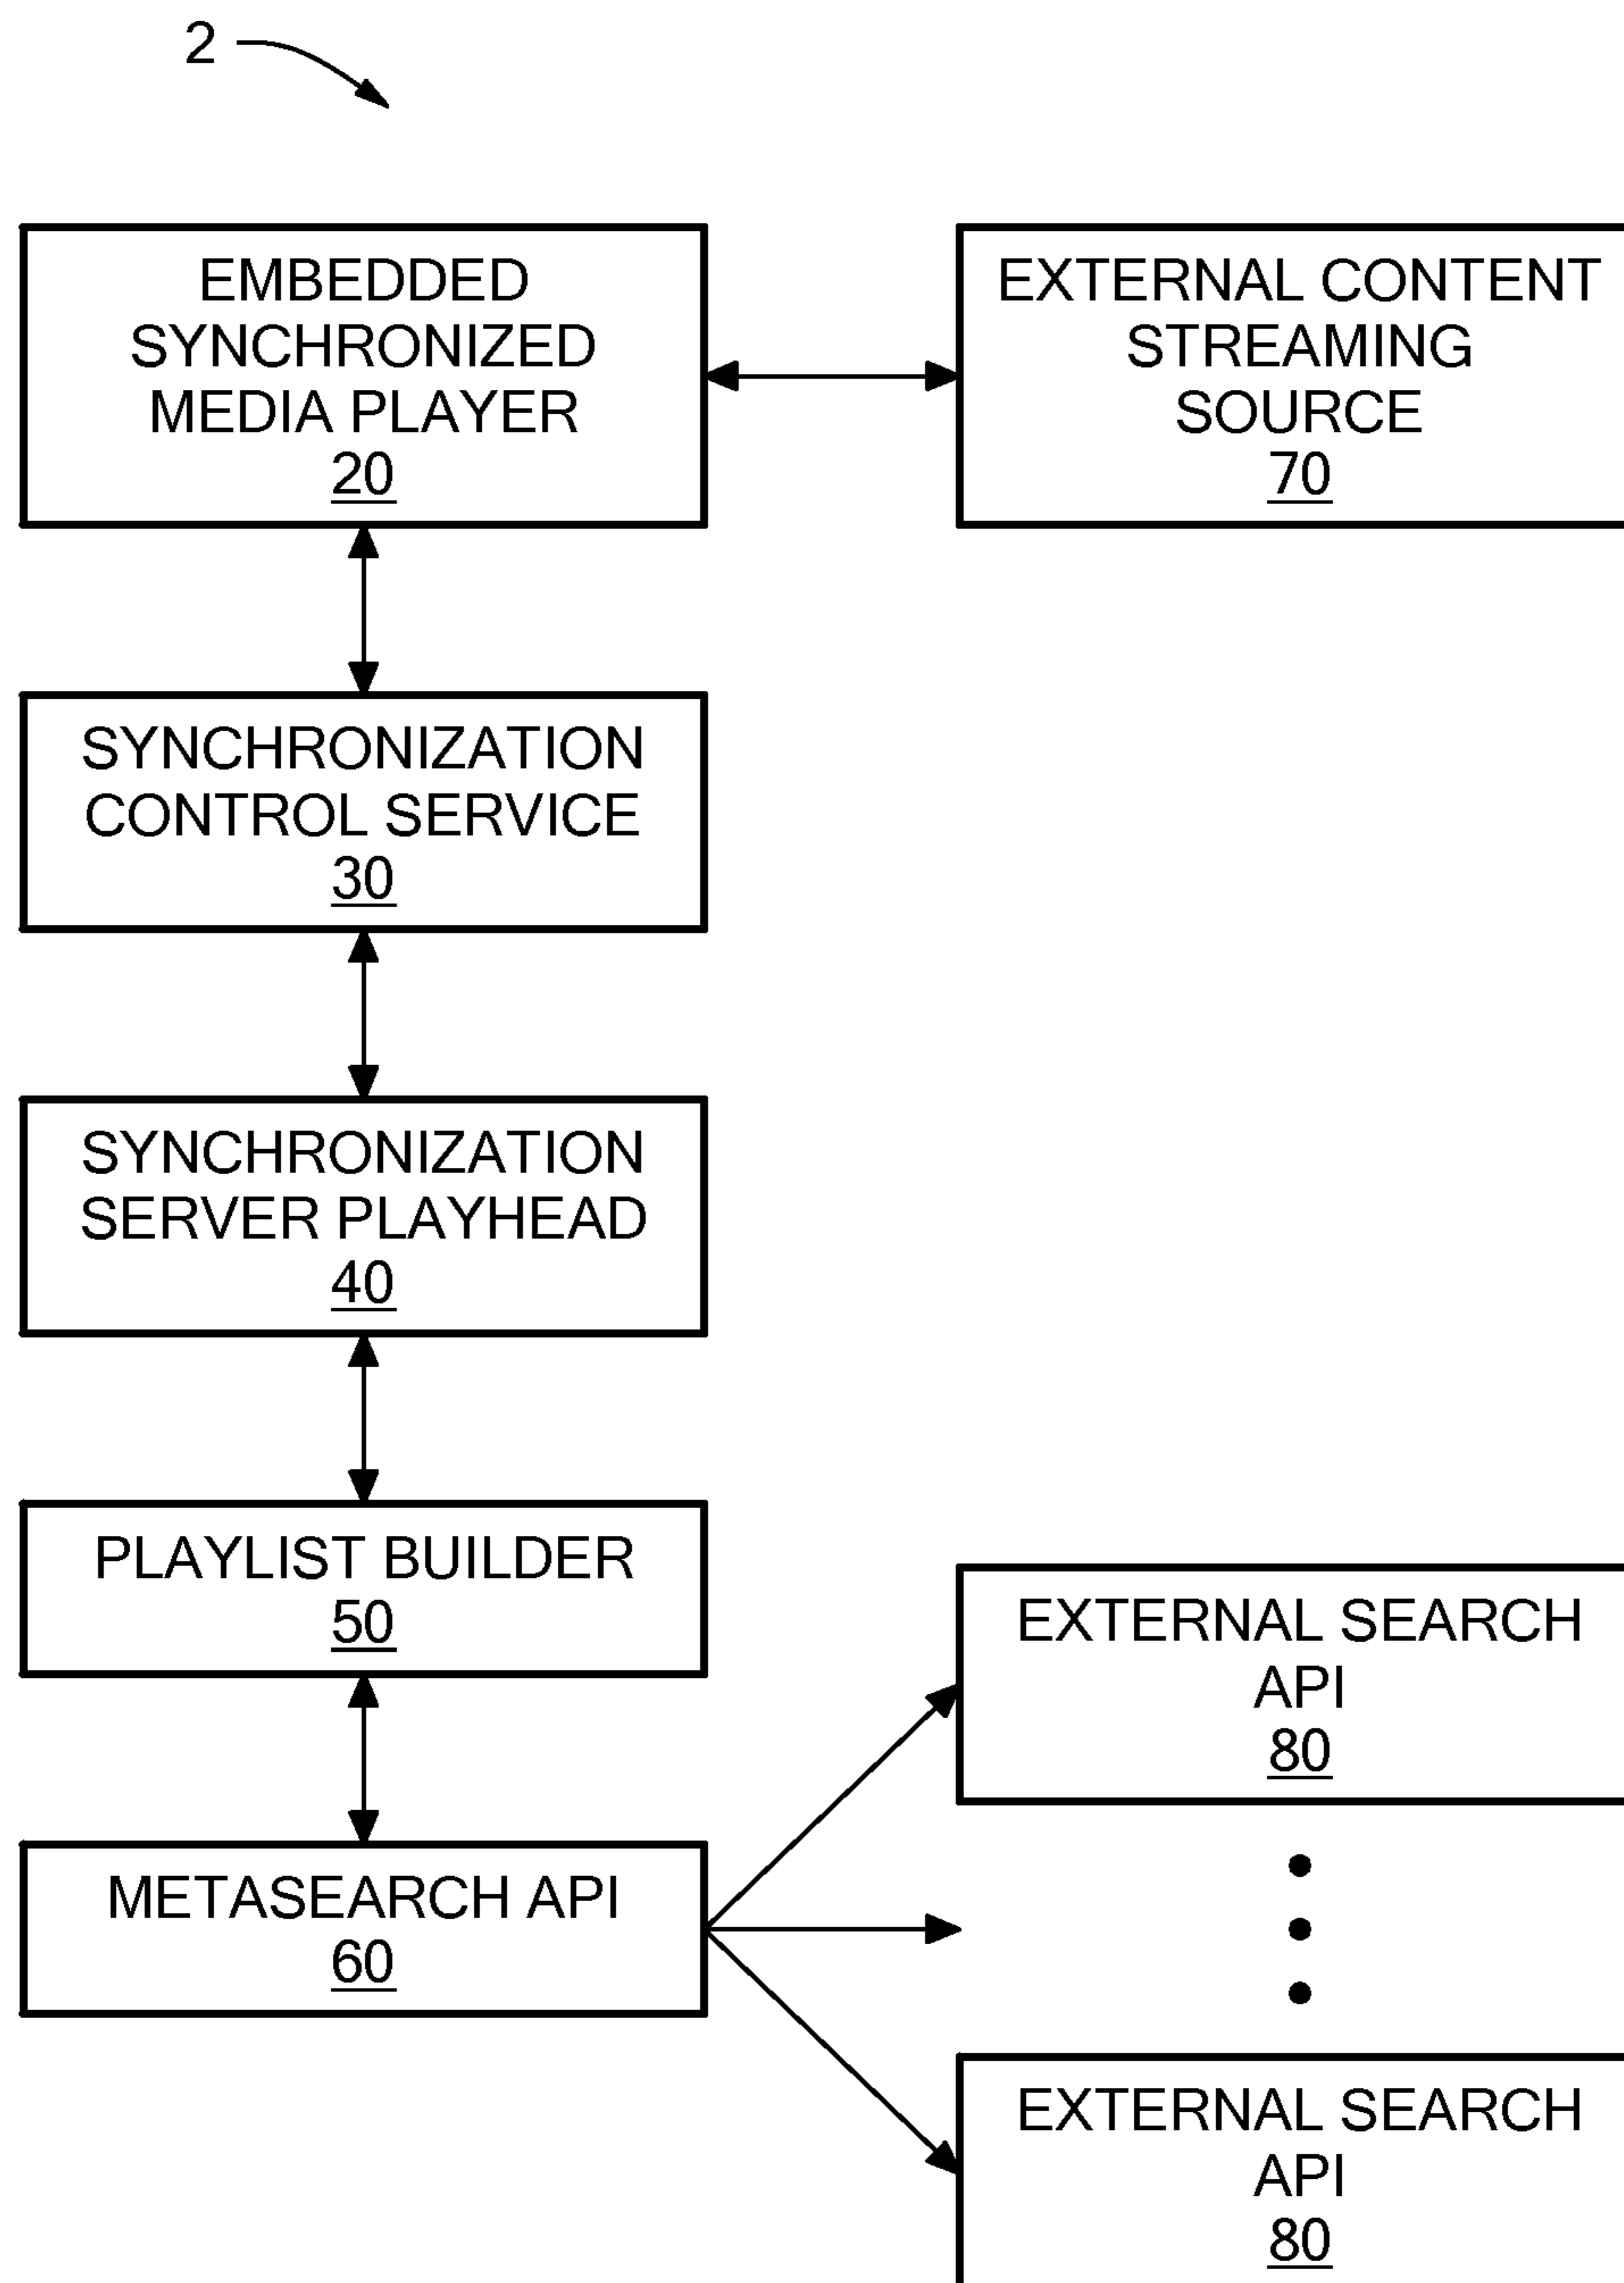 2
EMBEDDED
SYNCHRONIZED
MEDIA PLAYER
20
EXTERNAL CONTENT
STREAMING
SOURCE
70
SYNCHRONIZATION
CONTROL SERVICE
30
SYNCHRONIZATION
SERVER PLAYHEAD
40
PLAYLIST BUILDER
50
EXTERNAL SEARCH
API
80
METASEARCH API
60
EXTERNAL SEARCH
API
80